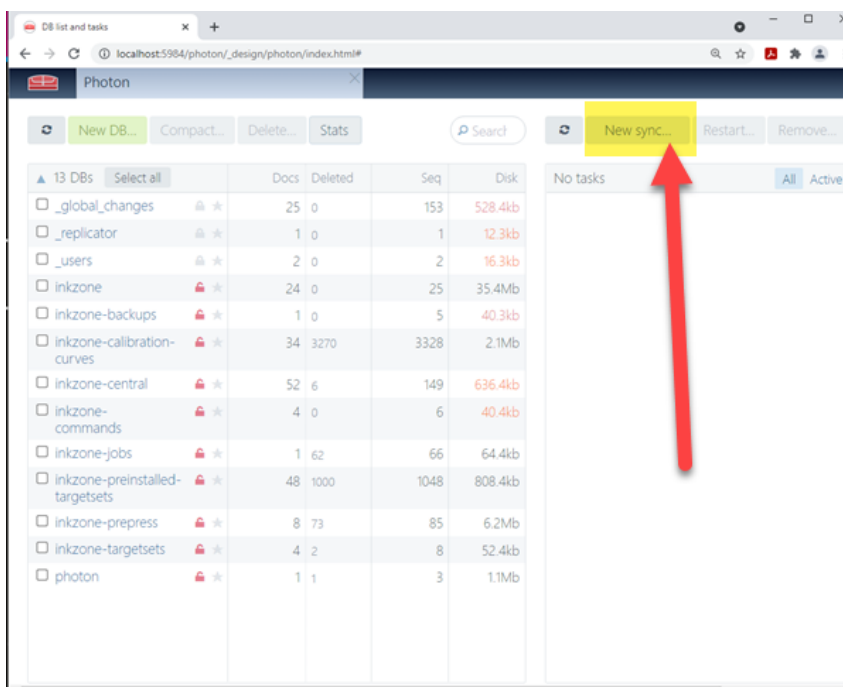 DB list and tasks
localhost:5984/photon/_design/photon/index.html#
Photon
New DB... Compact... Delete... Stats Search New sync... Restart... Remove...
13 DBs Select all Docs Deleted Seq Disk No tasks All Active
_global_changes 25 0 153 528.4kb
_replicator 1 0 1 12.3kb
_users 2 0 2 16.3kb
inkzone 24 0 25 35.4Mb
inkzone-backups 1 0 5 40.3kb
inkzone-calibration- 34 3270 3328 2.1Mb
curves
inkzone-central 52 6 149 636.4kb
inkzone- 4 0 6 40.4kb
commands
inkzone-jobs 1 62 66 64.4kb
inkzone-preinstalled- 48 1000 1048 808.4kb
targetsets
inkzone-prepress 8 73 85 6.2Mb
inkzone-targetsets 4 2 8 52.4kb
photon 1 1 3 1.1Mb